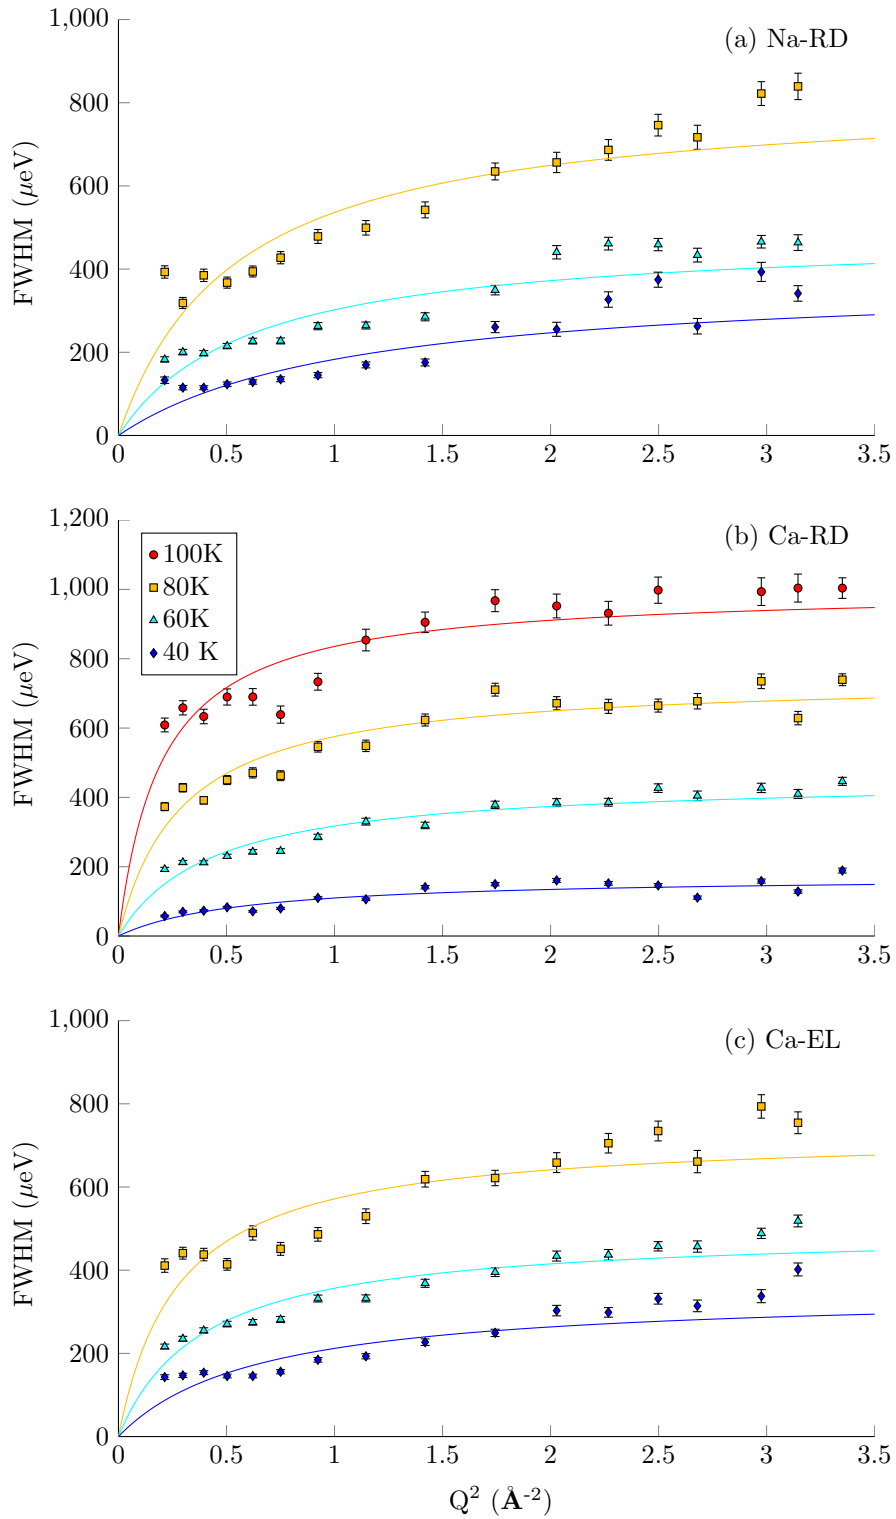 1,000
(a) Na-RD
800
600
400
200
0
FWHM (μeV)
0 0.5 1 1.5 2 2.5 3 3.5
1,200
(b) Ca-RD
100K
80K
60K
40 K
1,000
800
600
400
200
0
FWHM (μeV)
0 0.5 1 1.5 2 2.5 3 3.5
1,000
(c) Ca-EL
800
600
400
200
0
FWHM (μeV)
0 0.5 1 1.5 2 2.5 3 3.5
Q² (Å⁻²)